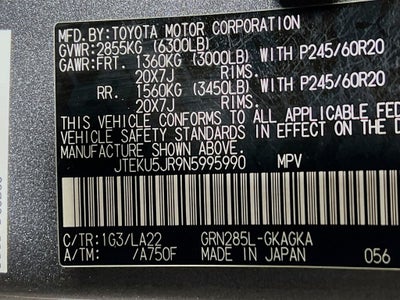 MFD.BY:TOYOTA MOTOR CORPORATION
GVWR:2855KG (6300LB)
GAWR:FRT. 1360KG (3000LB) WITH P245/60R20
20X7J RIMS.
RR. 1560KG (3450LB) WITH P245/60R20
20X7J RIMS.
THIS VEHICLE CONFORMS TO ALL APPLICABLE
VEHICLE SAFETY STANDARDS IN EFFECT ON THE
MANUFACTURE SHOWN ABOVE.
JTEKU5JR9N5995990 MPV
C/TR:1G3/LA22 GRN285L-GKAGKA
A/TM: /A750F MADE IN JAPAN 056